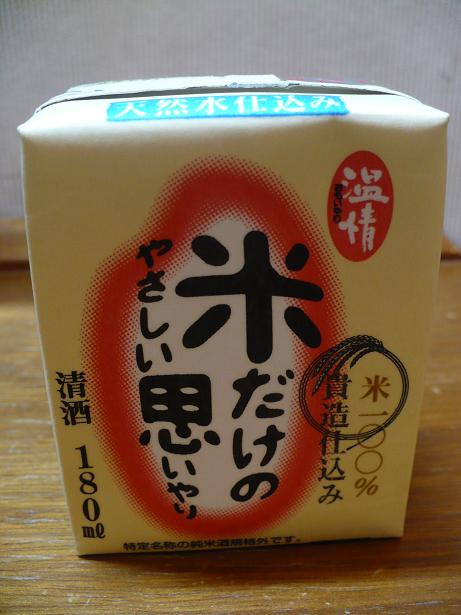 天然水仕込み
温情
米だけの
やさしい思いやり
米一〇〇%
貴造仕込み
清酒 180mℓ
特定名称の純米酒規格外です。